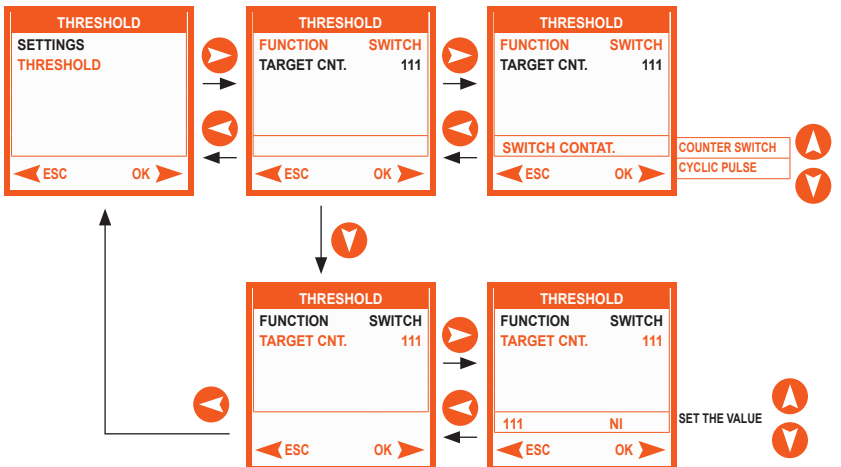 THRESHOLD
SETTINGS
THRESHOLD
ESC OK
THRESHOLD
FUNCTION SWITCH
TARGET CNT. 111
ESC OK
THRESHOLD
FUNCTION SWITCH
TARGET CNT. 111
SWITCH CONTAT.
ESC OK
COUNTER SWITCH
CYCLIC PULSE
THRESHOLD
FUNCTION SWITCH
TARGET CNT. 111
ESC OK
THRESHOLD
FUNCTION SWITCH
TARGET CNT. 111
111 NI
ESC OK
SET THE VALUE